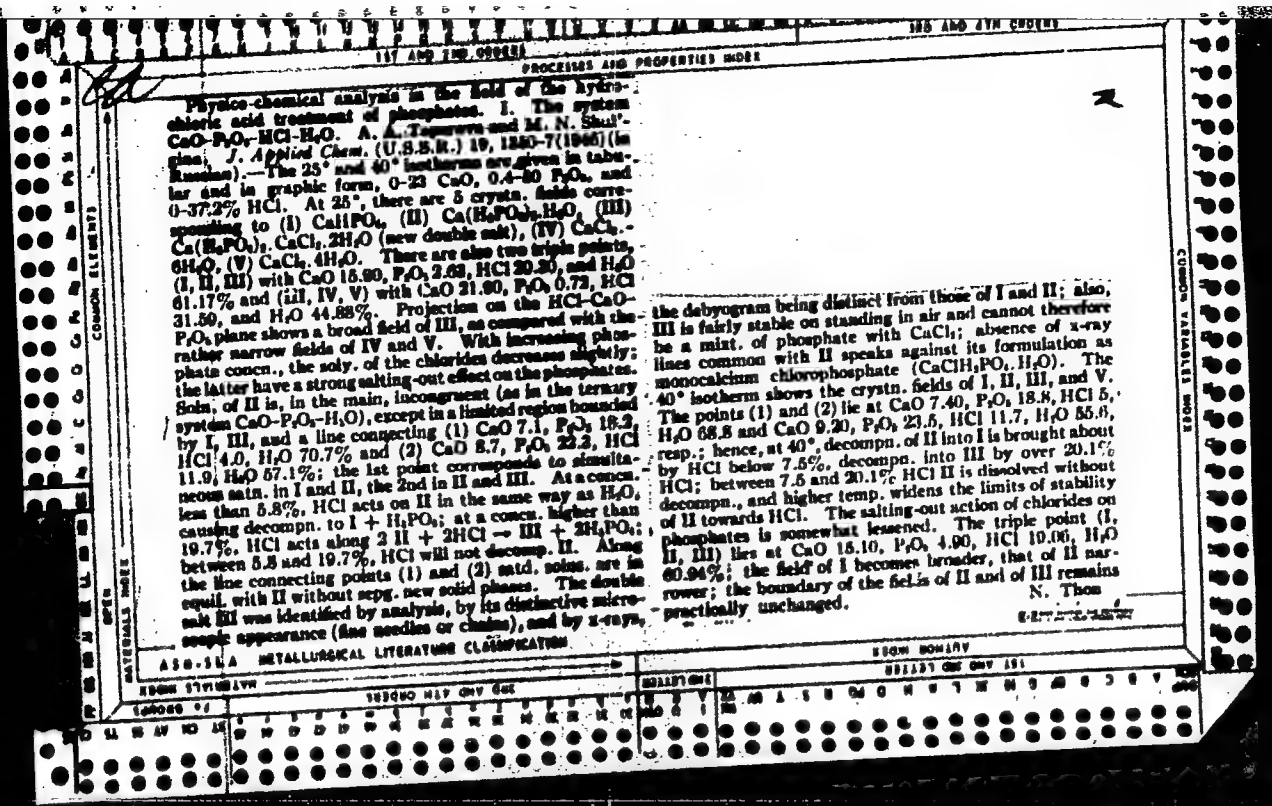 1ST AND 2ND ORDERS
3RD AND 4TH ORDERS
PROCESSES AND PROPERTIES INDEX
Physico-chemical analysis in the field of the hydro-
chloric acid treatment of phosphates. I. The system
CaO-P₂O₅-HCl-H₂O. A. and M. N. Shul'-
gina. J. Applied Chem. (U.S.S.R.) 19, (1946)(in
Russian).—The 25° and 40° isotherms are given in tabu-
lar and in graphic form, 0-23 CaO, 0.4-50 P₂O₅, and
0-37.2% HCl. At 25°, there are 5 crystn. fields corre-
sponding to (I) CaHPO₄, (II) Ca(H₂PO₄)₂.H₂O, (III)
Ca(H₂PO₄)₂.CaCl₂.2H₂O (new double salt), (IV) CaCl₂.-
6H₂O, (V) CaCl₂.4H₂O. There are also two triple points,
(I, II, III) with CaO P₂O₅ 2.63, HCl 20.20, and H₂O
61.17% and (III, IV, V) with CaO 21.90, P₂O₅ 0.72, HCl
31.50, and H₂O 44.88%. Projection on the HCl-CaO-
P₂O₅ plane shows a broad field of III, as compared with the
rather narrow fields of IV and V. With increasing phos-
phate concn., the soly. of the chlorides decreases slightly;
the latter have a strong salting-out effect on the phosphates.
Soln. of II is, in the main, incongruent (as in the ternary
system CaO-P₂O₅-H₂O), except in a limited region bounded
by I, III, and a line connecting (1) CaO 7.1, P₂O₅ 18.2,
HCl 4.0, H₂O 70.7% and (2) CaO 8.7, P₂O₅ 22.3, HCl
11.9, H₂O 57.1%; the 1st point corresponds to simulta-
neous satn. in I and II, the 2nd in II and III. At a concn.
less than 5.8%, HCl acts on II in the same way as H₂O,
causing decompn. to I + H₃PO₄; at a concn. higher than
19.7%, HCl acts along 2 II + 2HCl → III + 2H₃PO₄;
between 5.8 and 19.7%, HCl will not decomp. II. Along
the line connecting points (1) and (2) satd. solns. are in
equil. with II without sepg. new solid phases. The double
salt III was identified by analysis, by its distinctive micro-
scopic appearance (fine needles or chains), and by x-rays,
the debyogram being distinct from those of I and II; also,
III is fairly stable on standing in air and cannot therefore
be a mixt. of phosphate with CaCl₂; absence of x-ray
lines common with II speaks against its formulation as
monocalcium chlorophosphate (CaClH₂PO₄.H₂O). The
40° isotherm shows the crystn. fields of I, II, III, and V.
The points (1) and (2) lie at CaO 7.40, P₂O₅ 18.8, HCl 5,
H₂O 68.8 and CaO 9.20, P₂O₅ 23.5, HCl 11.7, H₂O 55.6,
resp.; hence, at 40°, decompn. of II into I is brought about
by HCl below 7.5%, decompn. into III by over 20.1%
HCl; between 7.5 and 20.1% HCl II is dissolved without
decompn., and higher temp. widens the limits of stability
of II towards HCl. The salting-out action of chlorides on
phosphates is somewhat lessened. The triple point (I,
II, III) lies at CaO 15.10, P₂O₅ 4.90, HCl 19.06, H₂O
60.94%; the field of I becomes broader, that of II nar-
rower; the boundary of the fields of II and of III remains
practically unchanged.
N. Thon
ASM-SLA METALLURGICAL LITERATURE CLASSIFICATION
COMMON ELEMENTS
COMMON VARIABLES INDEX
OPEN
MATERIALS INDEX
AUTHOR INDEX
1ST AND 2ND LETTER
2ND LETTER
3RD AND 4TH ORDERS
MATERIALS INDEX
GROUPS